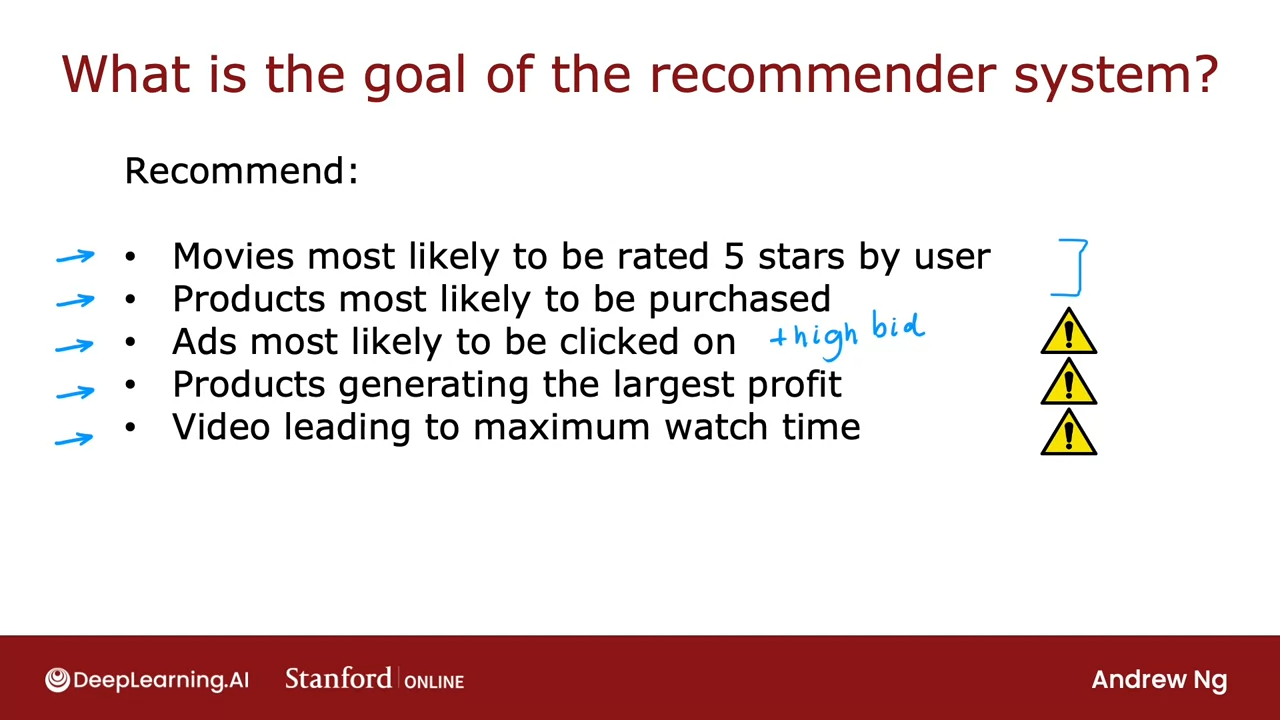 What is the goal of the recommender system?
Recommend:
• Movies most likely to be rated 5 stars by user
• Products most likely to be purchased
• Ads most likely to be clicked on +high bid
• Products generating the largest profit
• Video leading to maximum watch time
DeepLearning.AI Stanford ONLINE Andrew Ng